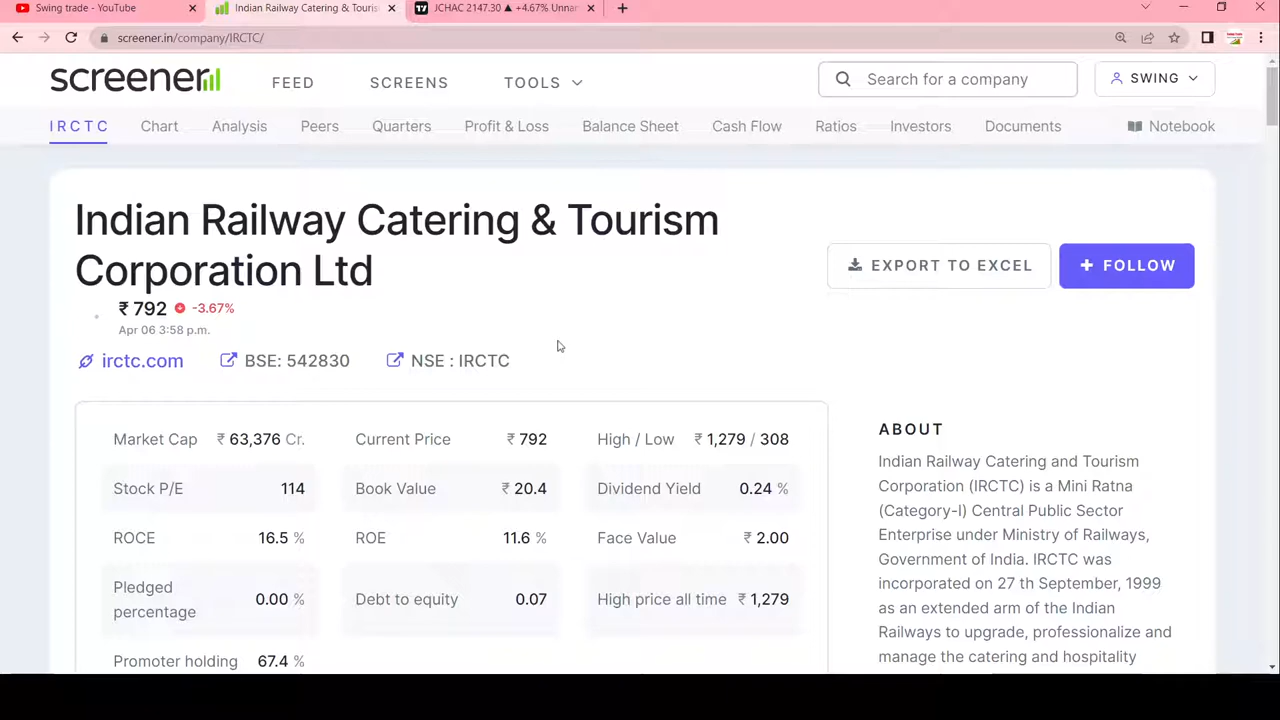 Swing trade - YouTube
Indian Railway Catering & Touris
JCHAC 2147.30 ▲ +4.67% Unnar
screener.in/company/IRCTC/
screener
FEED
SCREENS
TOOLS
Search for a company
SWING
IRCTC
Chart
Analysis
Peers
Quarters
Profit & Loss
Balance Sheet
Cash Flow
Ratios
Investors
Documents
Notebook
Indian Railway Catering & Tourism
Corporation Ltd
EXPORT TO EXCEL
+ FOLLOW
₹ 792 -3.67%
Apr 06 3:58 p.m.
irctc.com
BSE: 542830
NSE : IRCTC
Market Cap ₹ 63,376 Cr.
Current Price ₹ 792
High / Low ₹ 1,279 / 308
Stock P/E 114
Book Value ₹ 20.4
Dividend Yield 0.24 %
ROCE 16.5 %
ROE 11.6 %
Face Value ₹ 2.00
Pledged
percentage 0.00 %
Debt to equity 0.07
High price all time ₹ 1,279
Promoter holding 67.4 %
ABOUT
Indian Railway Catering and Tourism
Corporation (IRCTC) is a Mini Ratna
(Category-I) Central Public Sector
Enterprise under Ministry of Railways,
Government of India. IRCTC was
incorporated on 27 th September, 1999
as an extended arm of the Indian
Railways to upgrade, professionalize and
manage the catering and hospitality